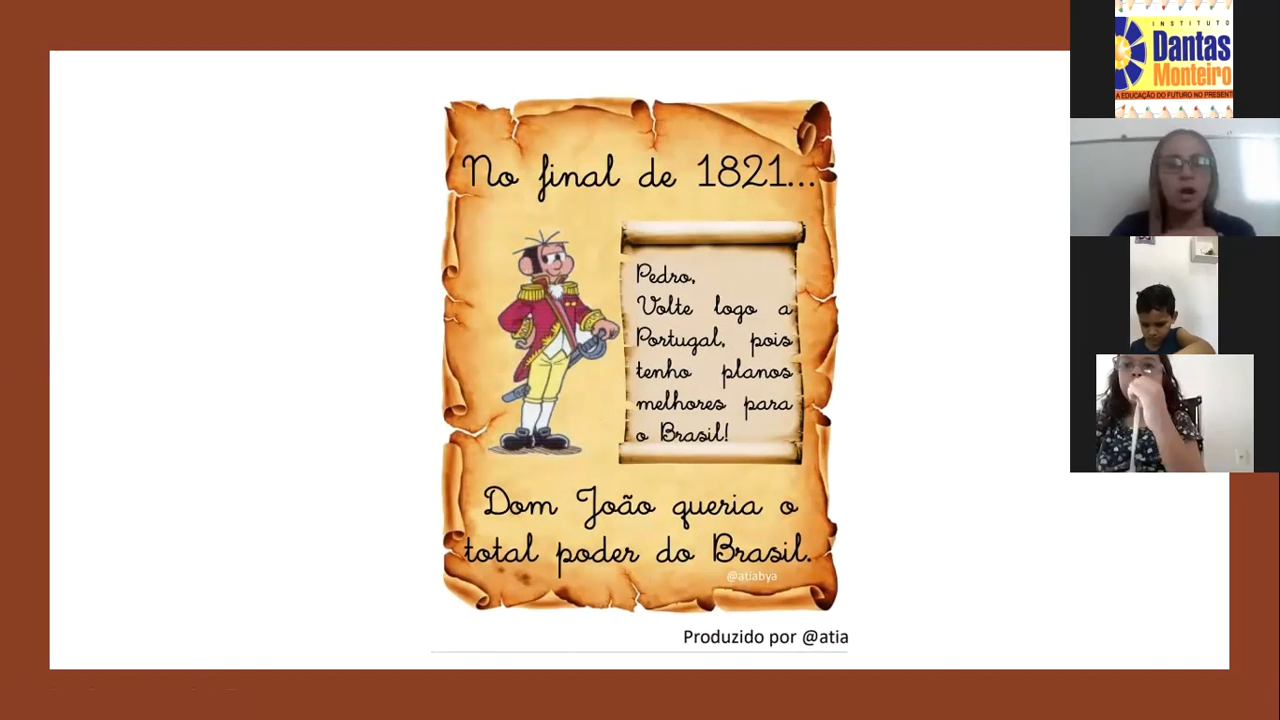 No final de 1821...
Pedro,
Volte logo a
Portugal, pois
tenho planos
melhores para
o Brasil!
Dom João queria o
total poder do Brasil.
@atiabya
Produzido por @atia
INSTITUTO
Dantas
Monteiro
A EDUCAÇÃO DO FUTURO NO PRESENT